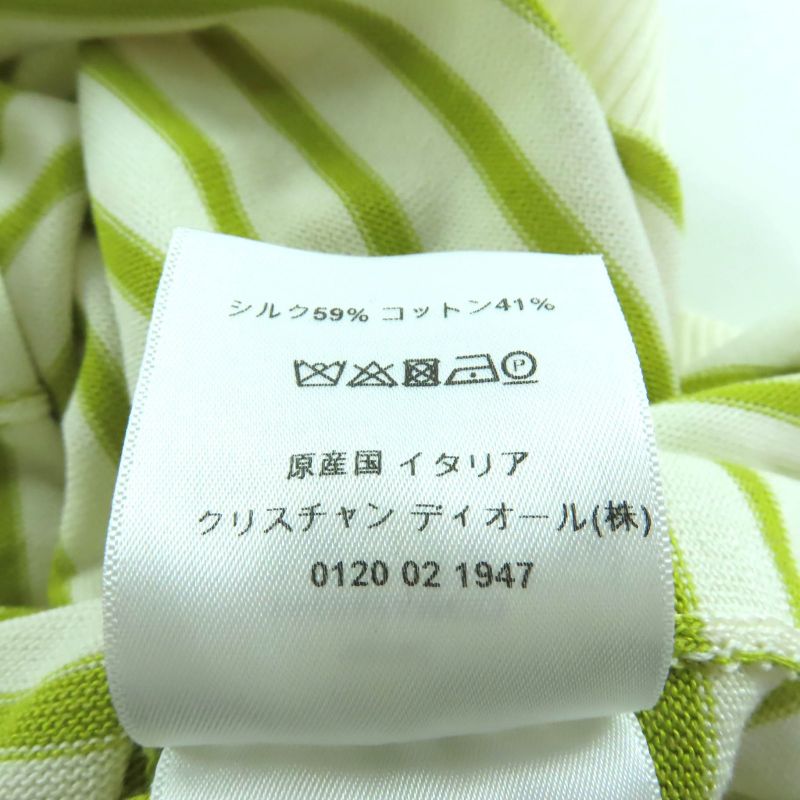 シルク59% コットン41%
P
原産国 イタリア
クリスチャン ディオール(株)
0120 02 1947